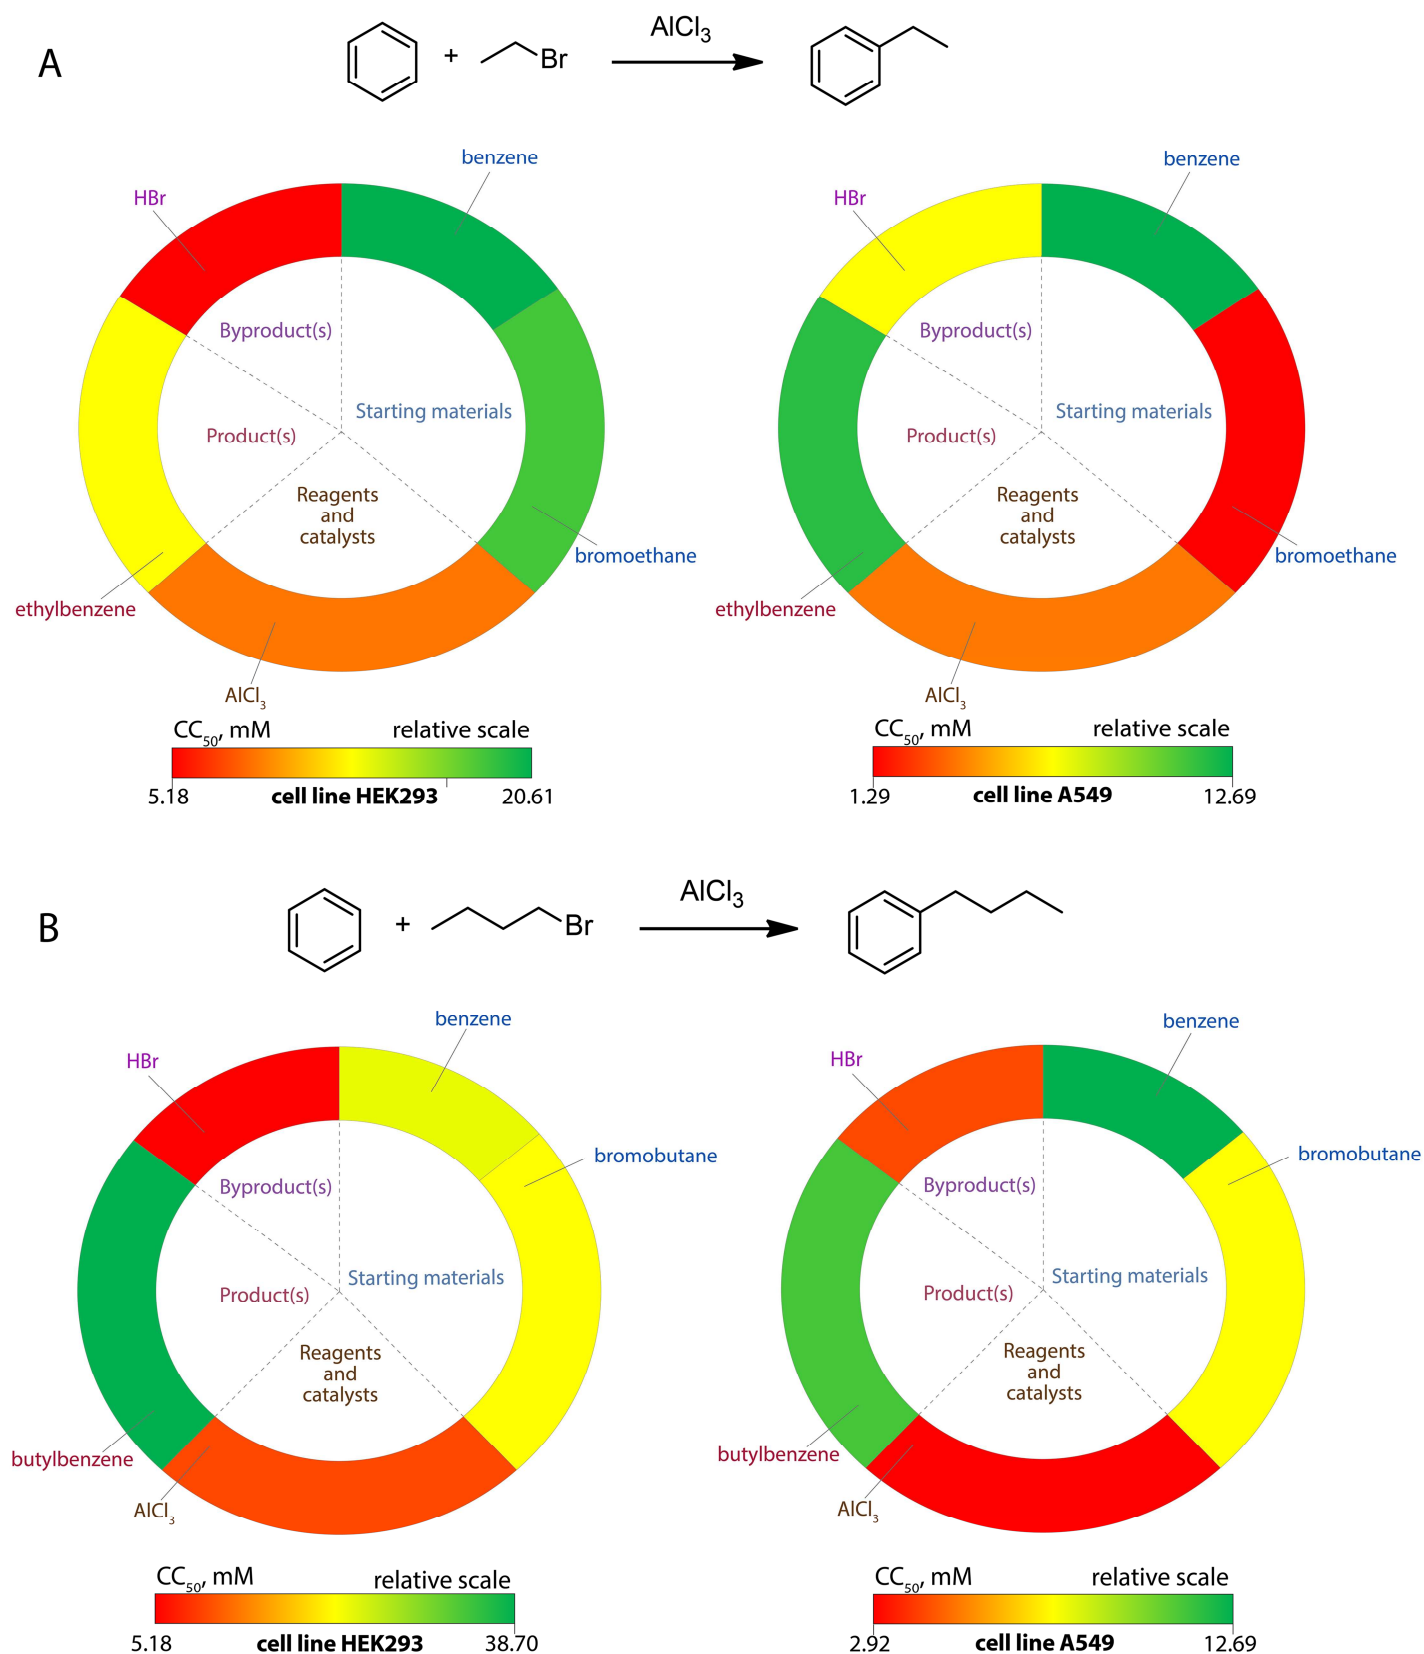 A
+
Br
AlCl3
benzene
HBr
Byproduct(s)
Starting materials
Product(s)
Reagents
and
catalysts
bromoethane
ethylbenzene
AlCl3
CC50, mM
relative scale
5.18
cell line HEK293
20.61
benzene
HBr
Byproduct(s)
Starting materials
Product(s)
Reagents
and
catalysts
bromoethane
ethylbenzene
AlCl3
CC50, mM
relative scale
1.29
cell line A549
12.69
B
+
Br
AlCl3
benzene
HBr
bromobutane
Byproduct(s)
Starting materials
Product(s)
Reagents
and
catalysts
butylbenzene
AlCl3
CC50, mM
relative scale
5.18
cell line HEK293
38.70
benzene
HBr
bromobutane
Byproduct(s)
Starting materials
Product(s)
Reagents
and
catalysts
butylbenzene
AlCl3
CC50, mM
relative scale
2.92
cell line A549
12.69